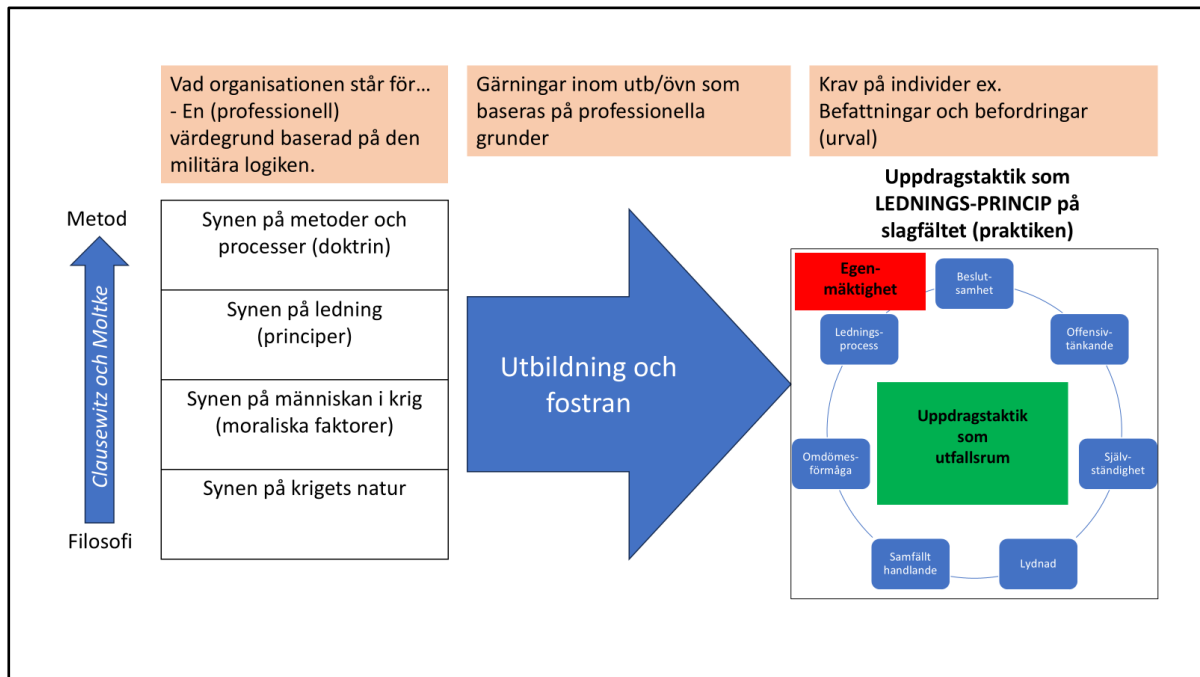 Vad organisationen står för...
- En (professionell)
värdegrund baserad på den
militära logiken.
Gärningar inom utb/övn som
baseras på professionella
grunder
Krav på individer ex.
Befattningar och befordringar
(urval)
Metod
Clausewitz och Moltke
Filosofi
Synen på metoder och
processer (doktrin)
Synen på ledning
(principer)
Synen på människan i krig
(moraliska faktorer)
Synen på krigets natur
Utbildning och
fostran
Uppdragstaktik som
LEDNINGS-PRINCIP på
slagfältet (praktiken)
Egen-
mäktighet
Beslut-
samhet
Offensiv-
tänkande
Själv-
ständighet
Lydnad
Samfällt
handlande
Omdömes-
förmåga
Lednings-
process
Uppdragstaktik
som
utfallsrum